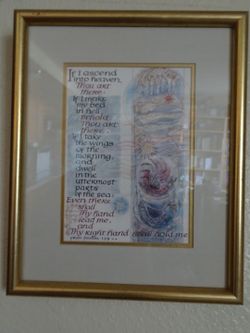 If I ascend
into heaven,
Thou art
there.
If I make
my bed
in hell,
behold
Thou art
there.
If I take
the wings
of the
morning,
and
dwell
in the
uttermost
parts
of the sea,
Even there
shall
Thy hand
lead me,
and
Thy right hand shall hold me